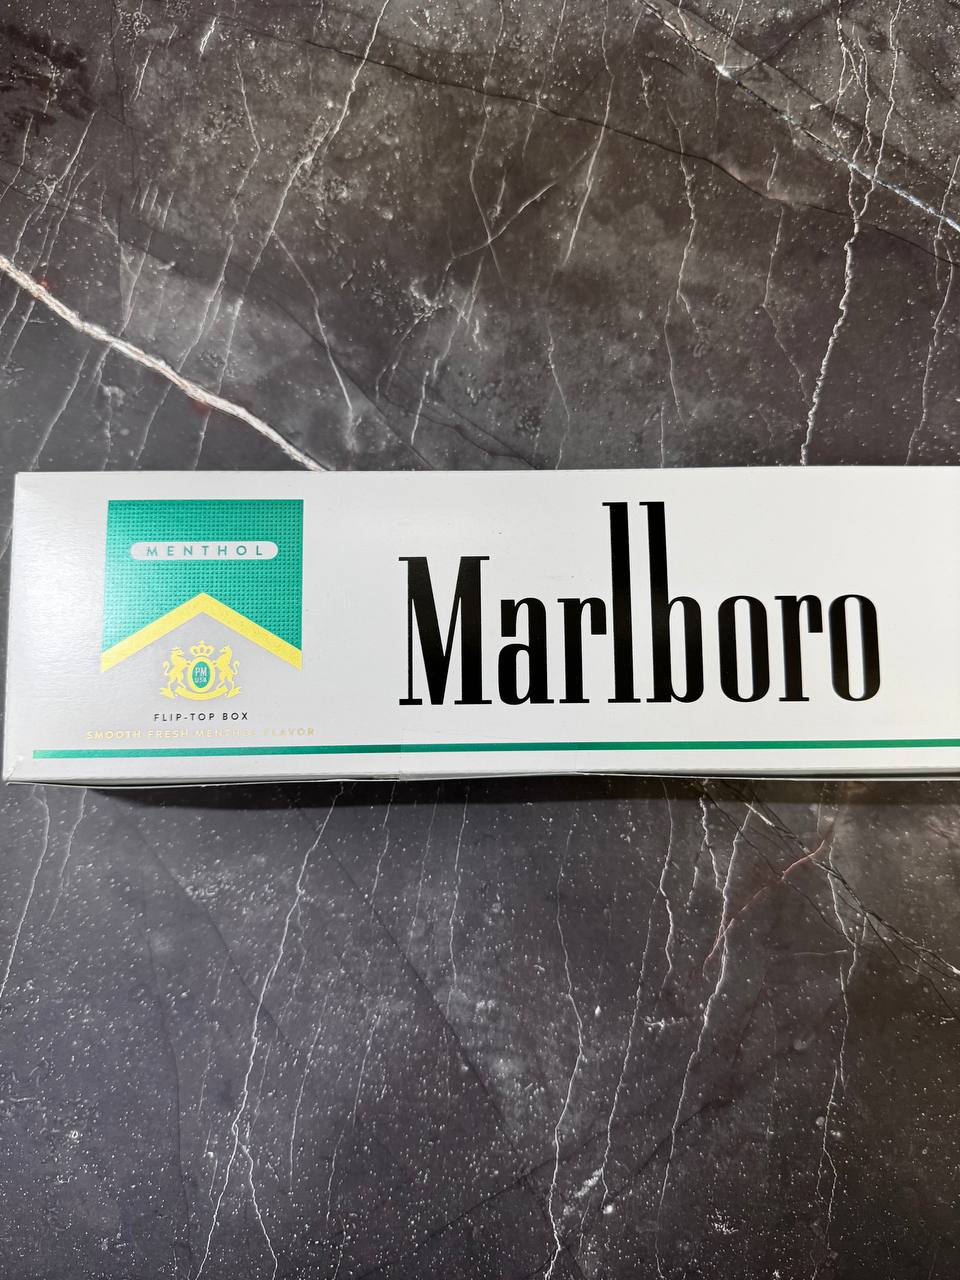 MENTHOL
Marlboro
PM
USA
FLIP-TOP BOX
SMOOTH FRESH MENTHOL FLAVOR